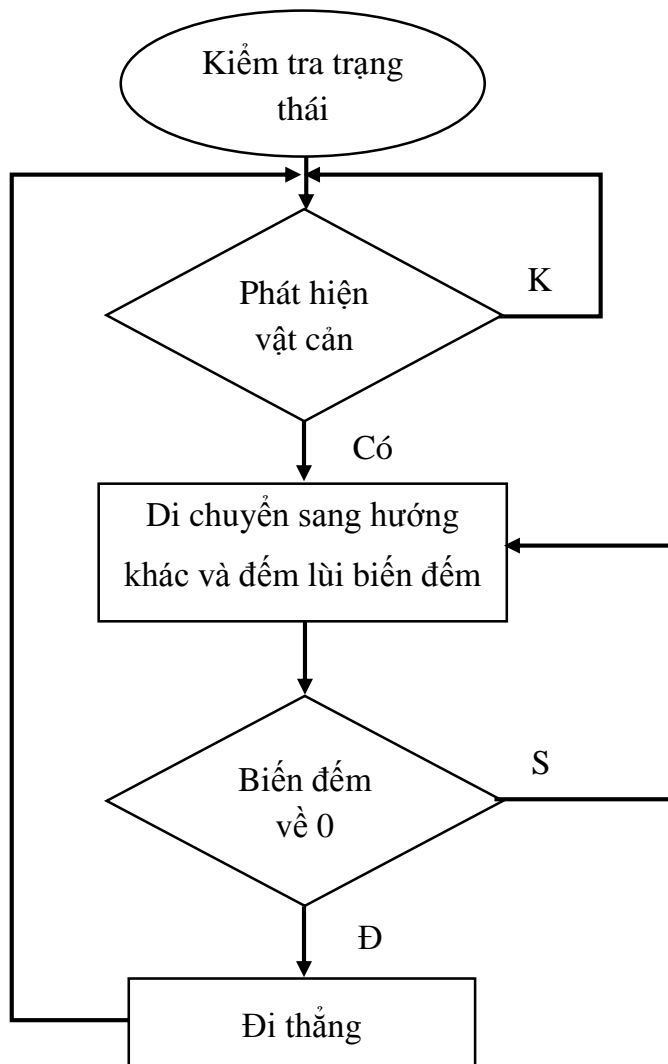 Kiểm tra trạng
thái
Phát hiện
vật cản
K
Có
Di chuyển sang hướng
khác và đếm lùi biến đếm
Biến đếm
về 0
S
Đ
Đi thẳng